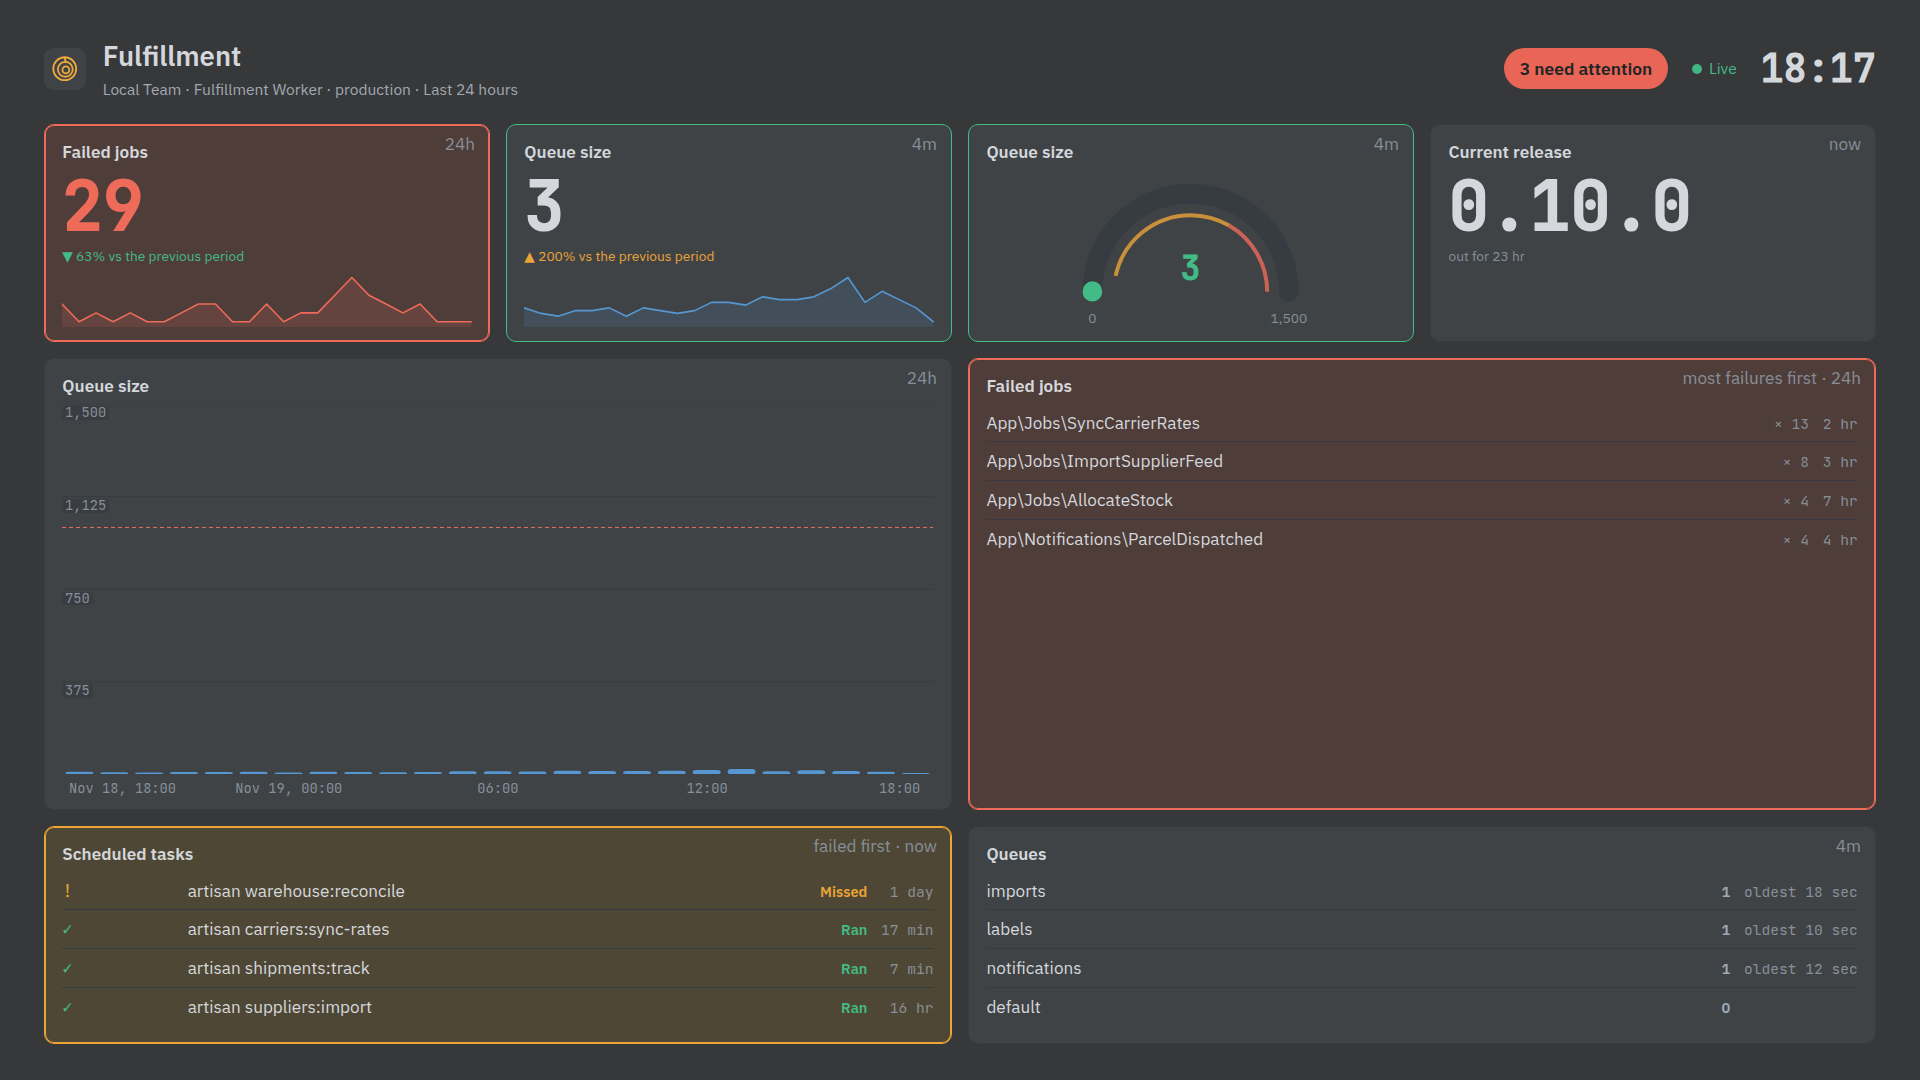 Fulfillment
Local Team · Fulfillment Worker · production · Last 24 hours
3 need attention
Live
18:17
Failed jobs
24h
29
▼ 63% vs the previous period
Queue size
4m
3
▲ 200% vs the previous period
Queue size
4m
3
0
1,500
Current release
now
0.10.0
out for 23 hr
Queue size
24h
1,500
1,125
750
375
Nov 18, 18:00
Nov 19, 00:00
06:00
12:00
18:00
Failed jobs
most failures first · 24h
App\Jobs\SyncCarrierRates × 13 2 hr
App\Jobs\ImportSupplierFeed × 8 3 hr
App\Jobs\AllocateStock × 4 7 hr
App\Notifications\ParcelDispatched × 4 4 hr
Scheduled tasks
failed first · now
! artisan warehouse:reconcile Missed 1 day
✓ artisan carriers:sync-rates Ran 17 min
✓ artisan shipments:track Ran 7 min
✓ artisan suppliers:import Ran 16 hr
Queues
4m
imports 1 oldest 18 sec
labels 1 oldest 10 sec
notifications 1 oldest 12 sec
default 0